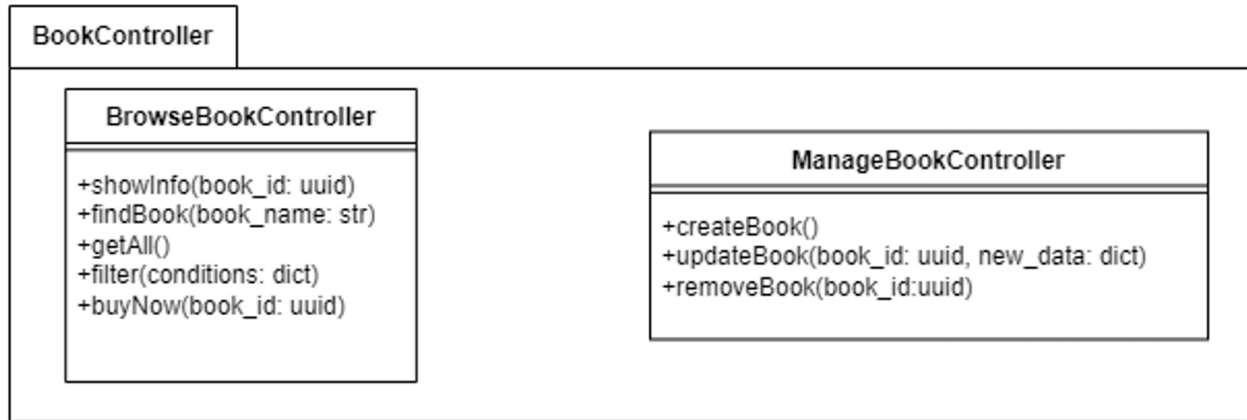 BookController
BrowseBookController
+showInfo(book_id: uuid)
+findBook(book_name: str)
+getAll()
+filter(conditions: dict)
+buyNow(book_id: uuid)
ManageBookController
+createBook()
+updateBook(book_id: uuid, new_data: dict)
+removeBook(book_id:uuid)